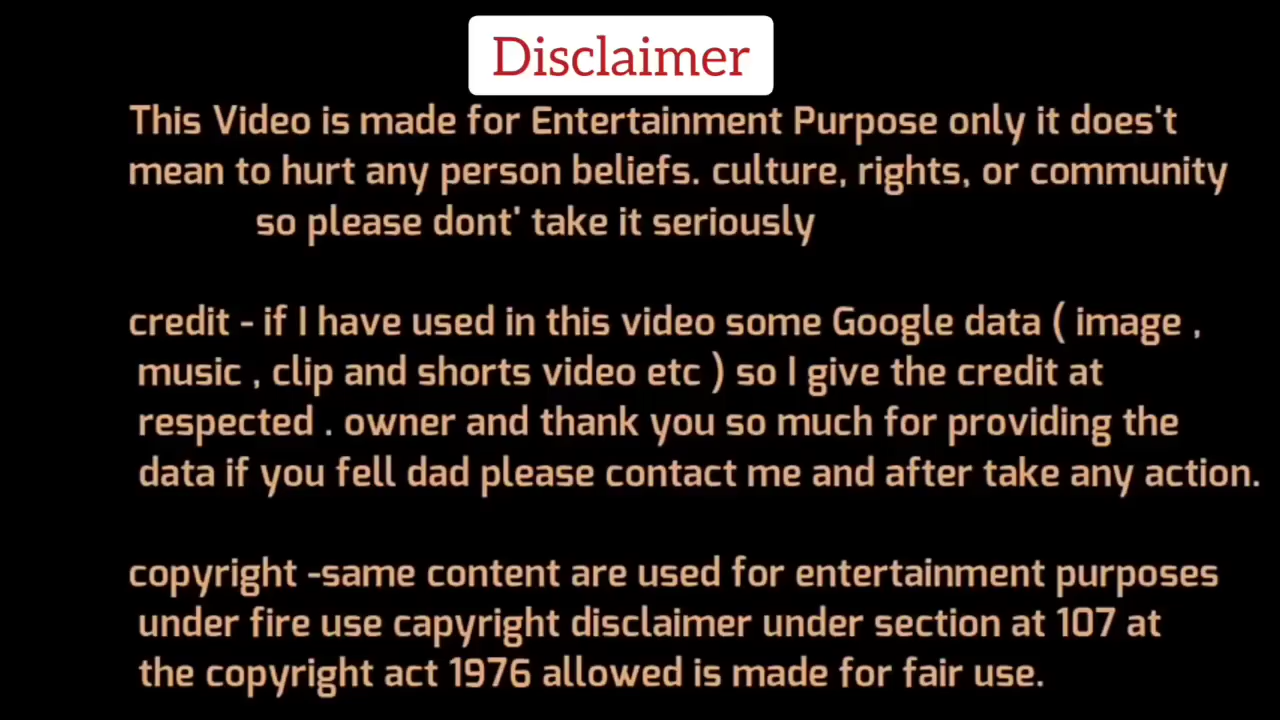 Disclaimer
This Video is made for Entertainment Purpose only it does't
mean to hurt any person beliefs. culture, rights, or community
so please dont' take it seriously
credit - if I have used in this video some Google data ( image ,
music , clip and shorts video etc ) so I give the credit at
respected . owner and thank you so much for providing the
data if you fell dad please contact me and after take any action.
copyright -same content are used for entertainment purposes
under fire use capyright disclaimer under section at 107 at
the copyright act 1976 allowed is made for fair use.